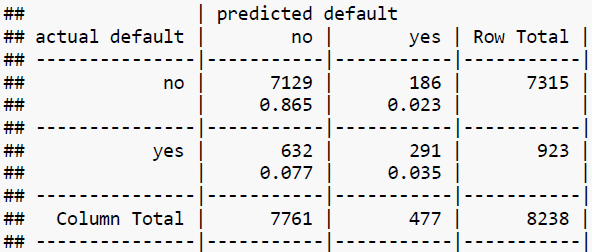 ##                 | predicted default
## actual default |        no |       yes | Row Total |
## ---------------|-----------|-----------|-----------|
##             no |      7129 |       186 |      7315 |
##                |     0.865 |     0.023 |           |
## ---------------|-----------|-----------|-----------|
##            yes |       632 |       291 |       923 |
##                |     0.077 |     0.035 |           |
## ---------------|-----------|-----------|-----------|
##   Column Total |      7761 |       477 |      8238 |
## ---------------|-----------|-----------|-----------|